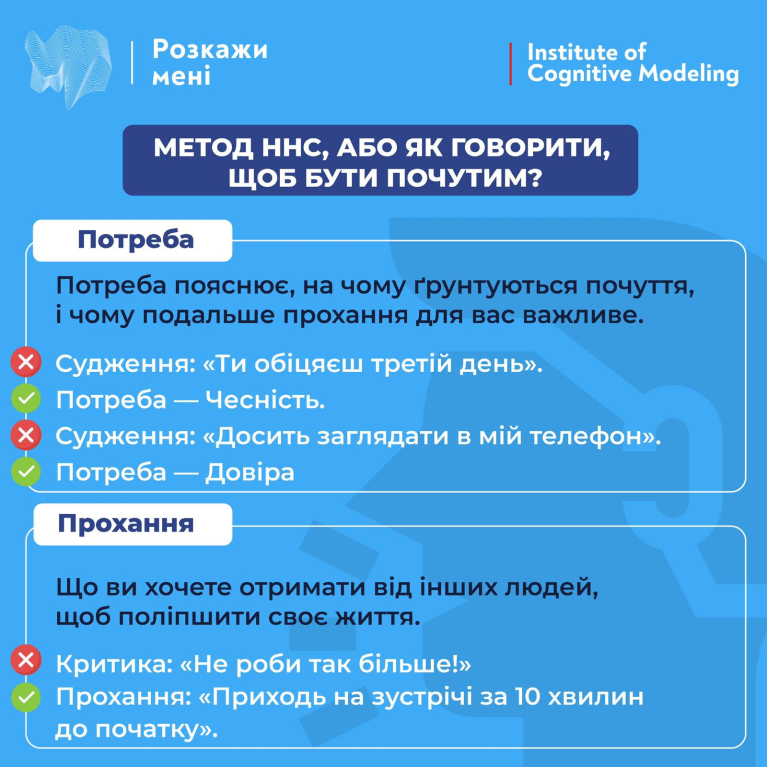 Розкажи
мені
Institute of
Cognitive Modeling
МЕТОД ННС, АБО ЯК ГОВОРИТИ,
ЩОБ БУТИ ПОЧУТИМ?
Потреба
Потреба пояснює, на чому ґрунтуються почуття,
і чому подальше прохання для вас важливе.
Судження: «Ти обіцяєш третій день».
Потреба — Чесність.
Судження: «Досить заглядати в мій телефон».
Потреба — Довіра
Прохання
Що ви хочете отримати від інших людей,
щоб поліпшити своє життя.
Критика: «Не роби так більше!»
Прохання: «Приходь на зустрічі за 10 хвилин
до початку».